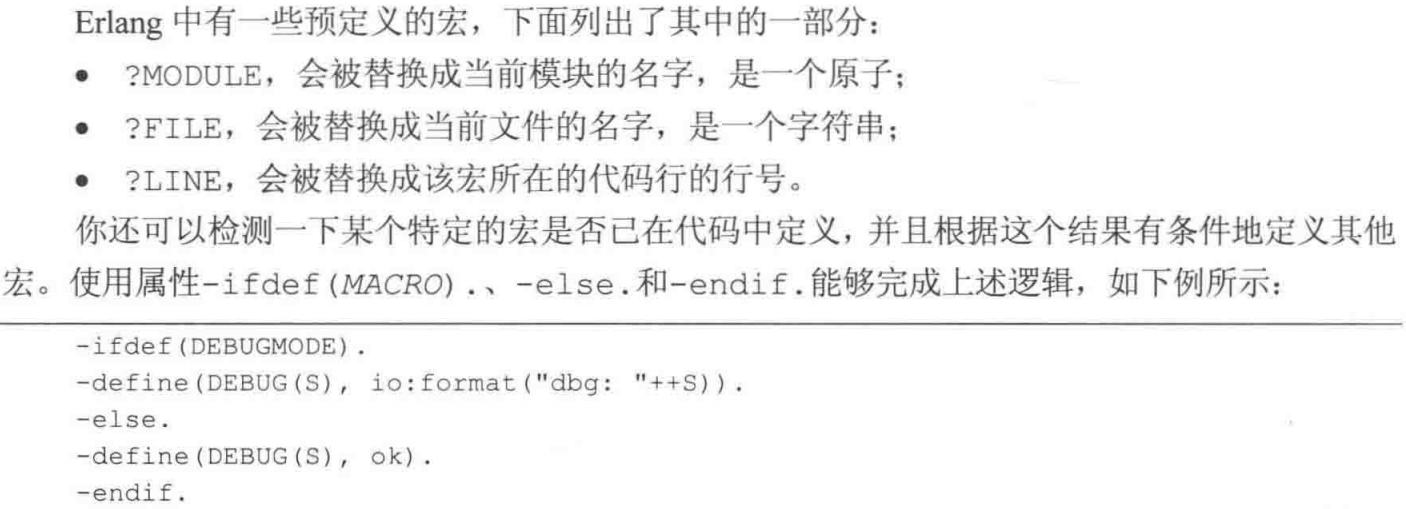 Erlang 中有一些预定义的宏，下面列出了其中的一部分：
● ?MODULE，会被替换成当前模块的名字，是一个原子；
● ?FILE，会被替换成当前文件的名字，是一个字符串；
● ?LINE，会被替换成该宏所在的代码行的行号。
你还可以检测一下某个特定的宏是否已在代码中定义，并且根据这个结果有条件地定义其他
宏。使用属性-ifdef(MACRO).、-else.和-endif.能够完成上述逻辑，如下例所示：
-ifdef(DEBUGMODE).
-define(DEBUG(S), io:format("dbg: "++S)).
-else.
-define(DEBUG(S), ok).
-endif.